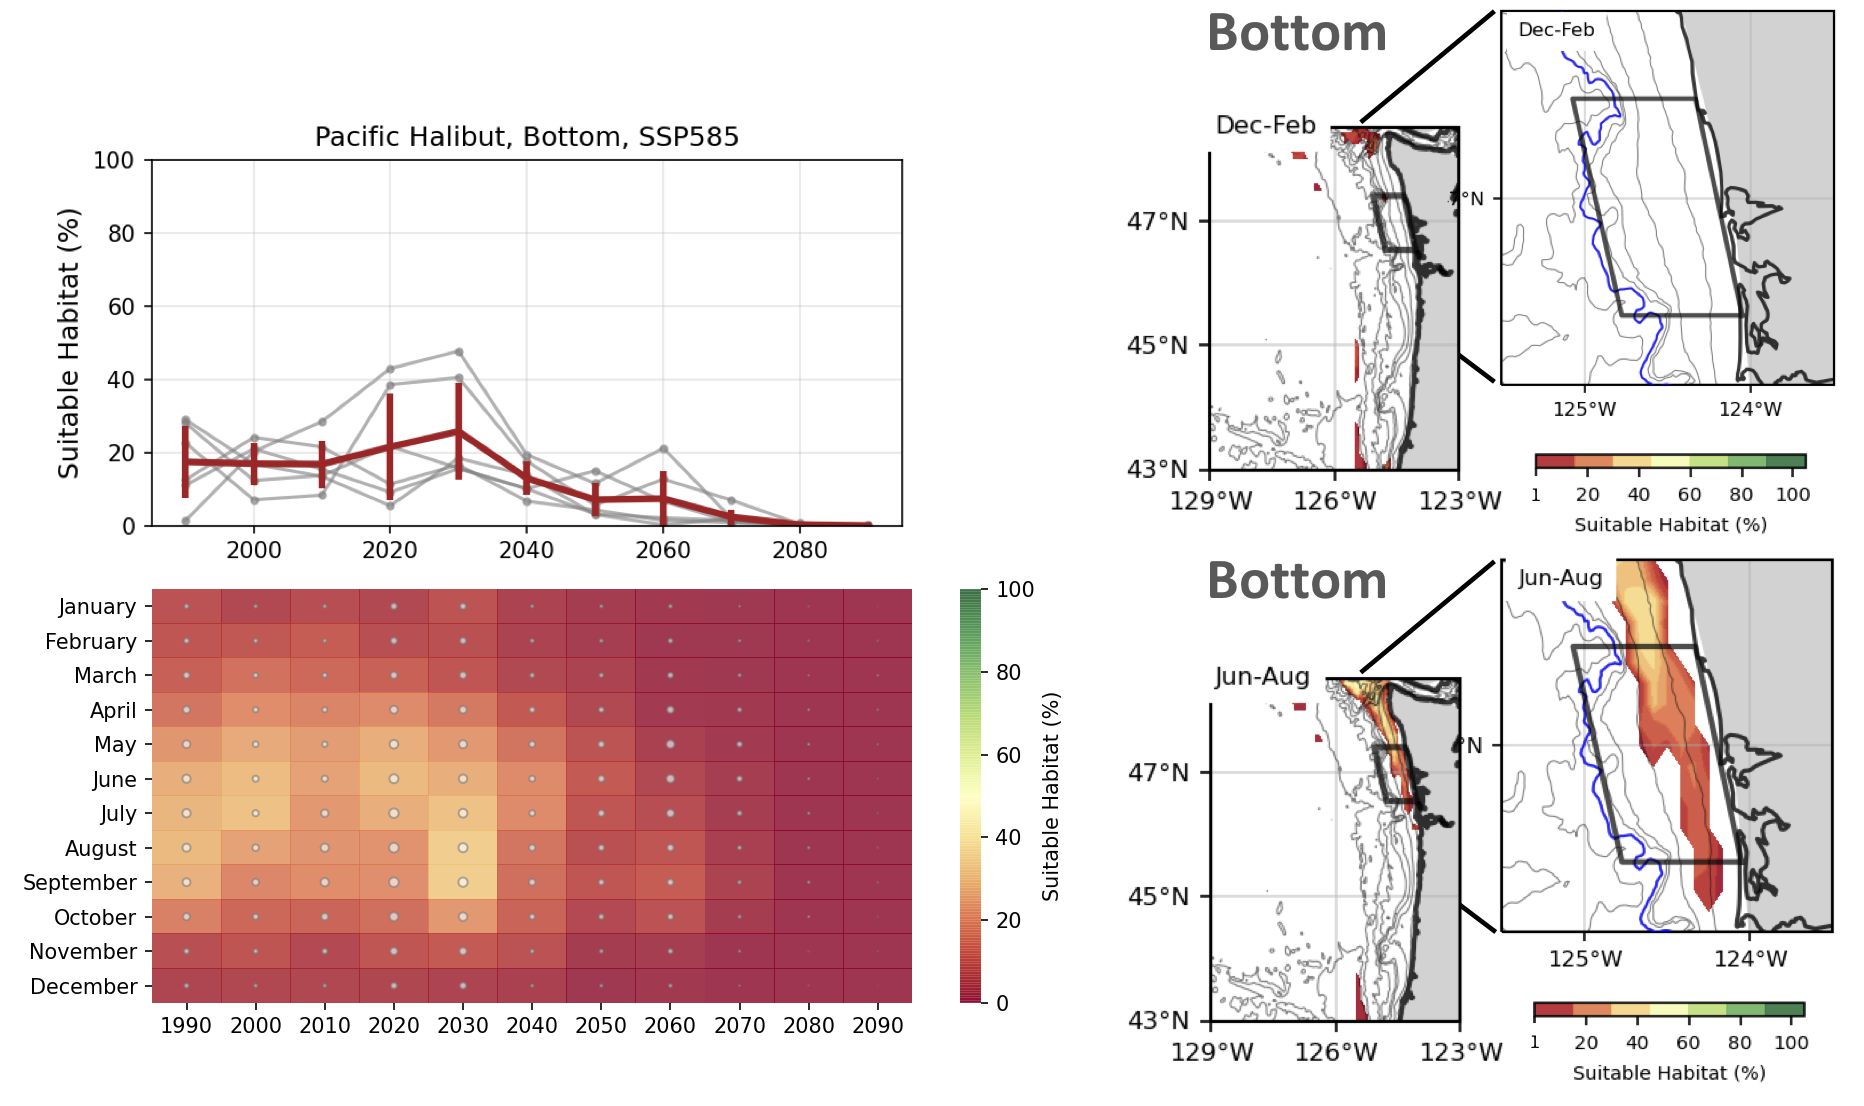 Pacific Halibut, Bottom, SSP585
Suitable Habitat (%)
100
80
60
40
20
0
2000
2020
2040
2060
2080
January
February
March
April
May
June
July
August
September
October
November
December
1990
2000
2010
2020
2030
2040
2050
2060
2070
2080
2090
100
80
60
40
20
0
Suitable Habitat (%)
Bottom
Dec-Feb
47°N
45°N
43°N
129°W
126°W
123°W
Dec-Feb
°N
125°W
124°W
1
20
40
60
80
100
Suitable Habitat (%)
Bottom
Jun-Aug
47°N
45°N
43°N
129°W
126°W
123°W
Jun-Aug
°N
125°W
124°W
1
20
40
60
80
100
Suitable Habitat (%)